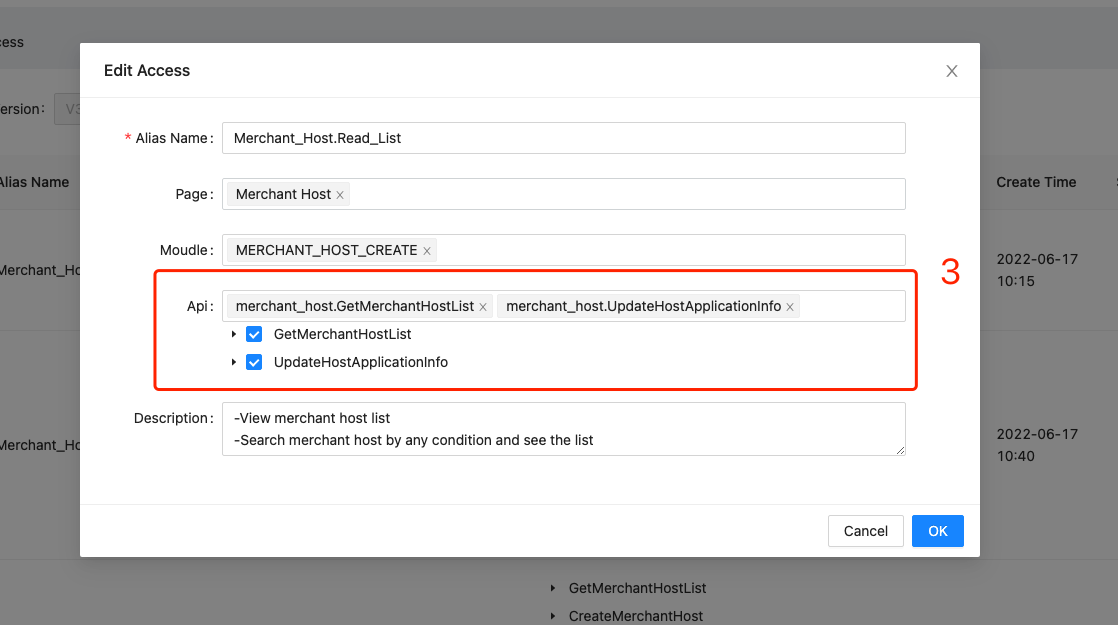 cess
Edit Access
ersion: V3
* Alias Name: Merchant_Host.Read_List
Alias Name
Create Time
Page: Merchant Host ×
Moudle: MERCHANT_HOST_CREATE ×
Merchant_Ho
2022-06-17
10:15
3
Api: merchant_host.GetMerchantHostList × merchant_host.UpdateHostApplicationInfo ×
GetMerchantHostList
UpdateHostApplicationInfo
Description: -View merchant host list
-Search merchant host by any condition and see the list
Merchant_Ho
2022-06-17
10:40
Cancel OK
GetMerchantHostList
CreateMerchantHost